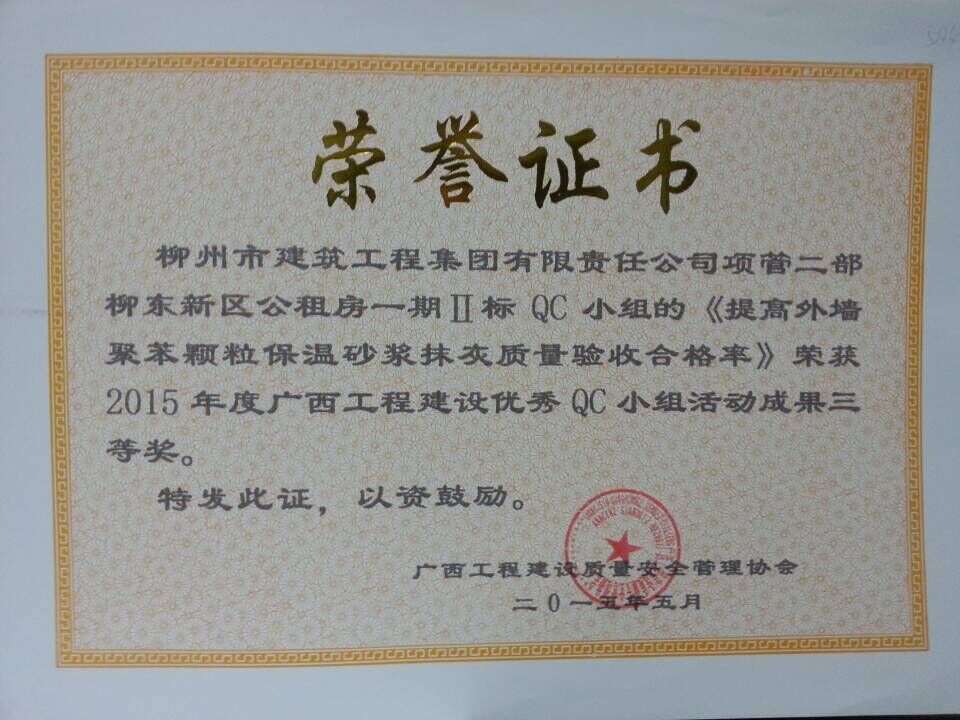 荣誉证书
柳州市建筑工程集团有限责任公司项营二部
柳东新区公租房一期Ⅱ标 QC 小组的《提高外墙
聚苯颗粒保温砂浆抹灰质量验收合格率》荣获
2015 年度广西工程建设优秀 QC 小组活动成果三
等奖。
特发此证，以资鼓励。
广西工程建设质量安全管理协会
二0一五年五月